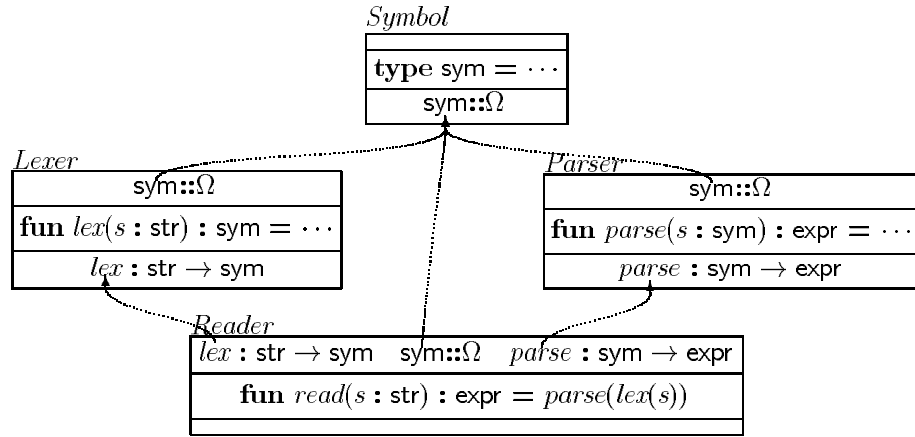 Symbol
type sym = ⋯
sym::Ω
Lexer
sym::Ω
fun lex(s : str) : sym = ⋯
lex : str → sym
Parser
sym::Ω
fun parse(s : sym) : expr = ⋯
parse : sym → expr
Reader
lex : str → sym sym::Ω parse : sym → expr
fun read(s : str) : expr = parse(lex(s))